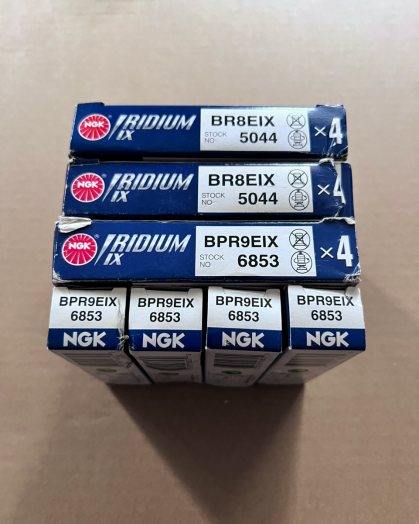 NGK IRIDIUM IX BR8EIX STOCK NO 5044 ×4
NGK IRIDIUM IX BR8EIX STOCK NO 5044 ×4
NGK IRIDIUM IX BPR9EIX STOCK NO 6853 ×4
BPR9EIX BPR9EIX BPR9EIX BPR9EIX
6853 6853 6853 6853
NGK NGK NGK NGK